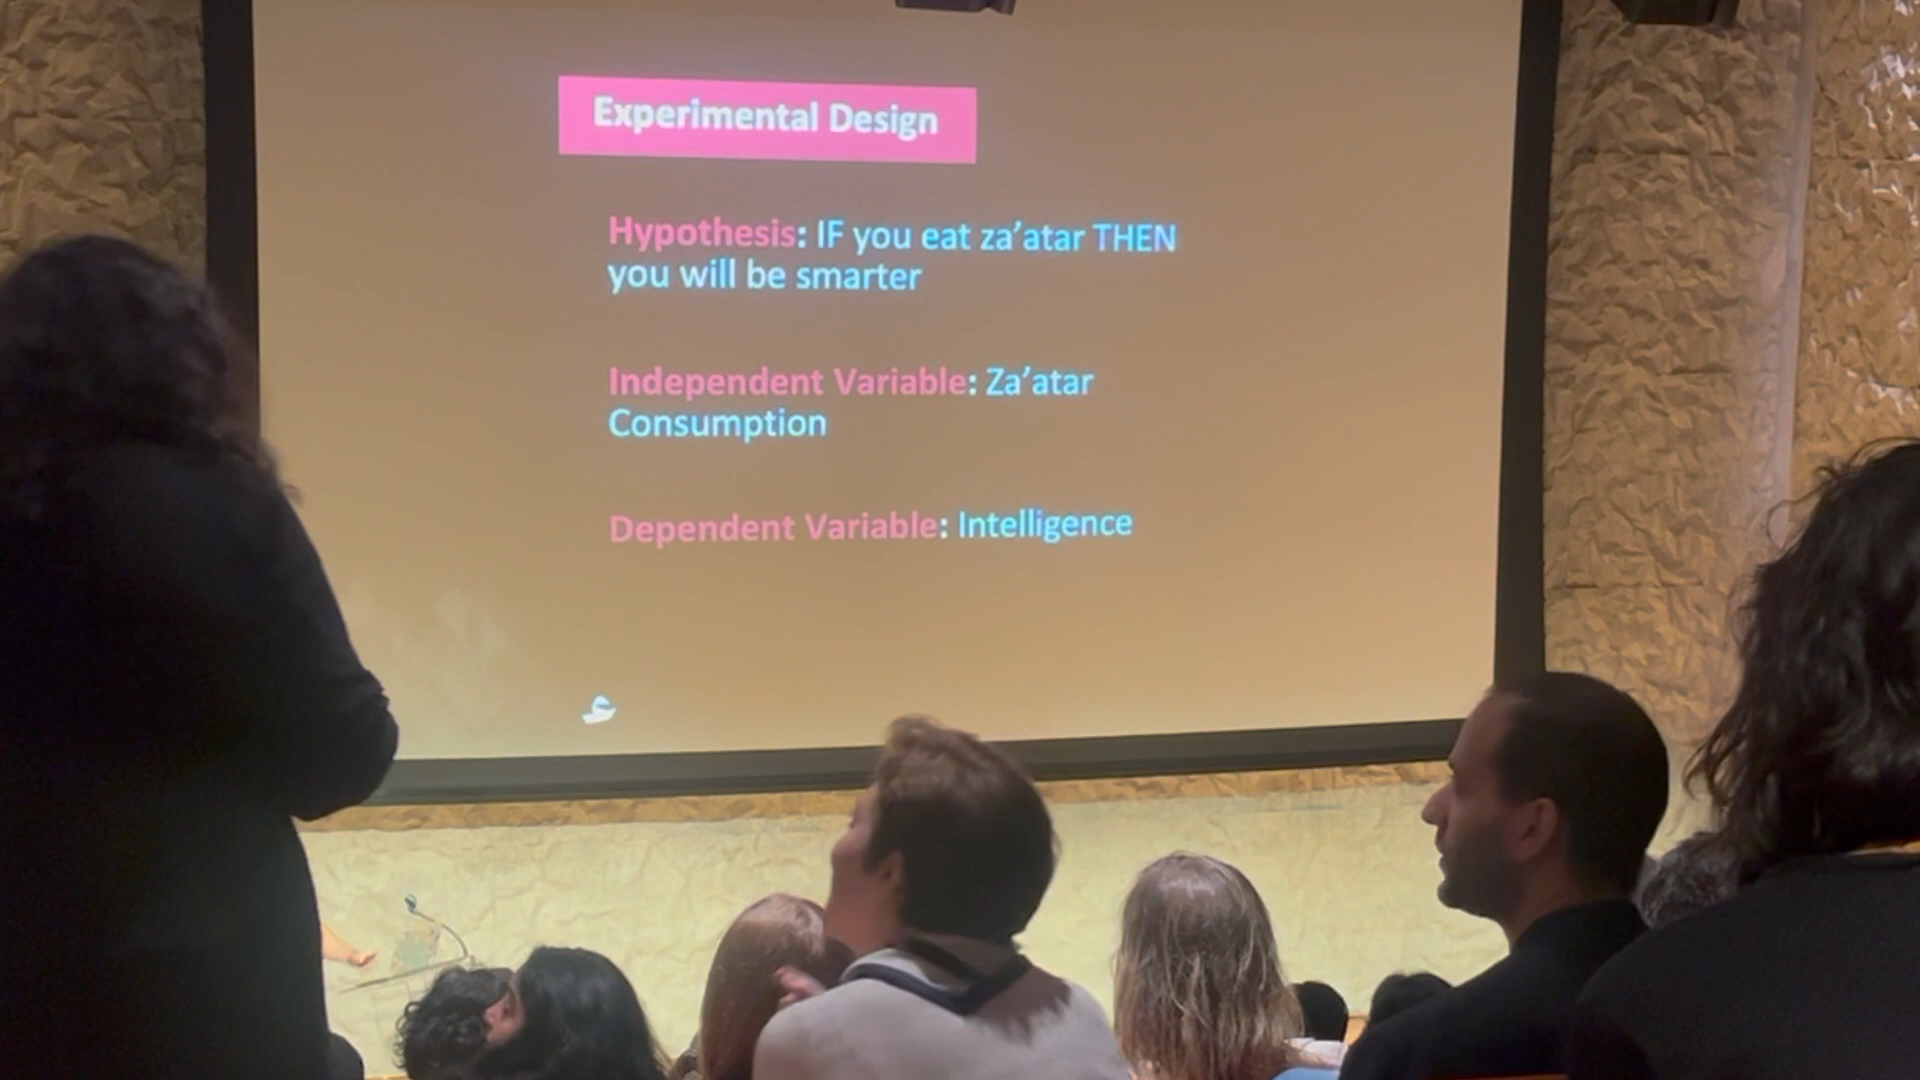 Experimental Design
Hypothesis: IF you eat za’atar THEN
you will be smarter
Independent Variable: Za’atar
Consumption
Dependent Variable: Intelligence